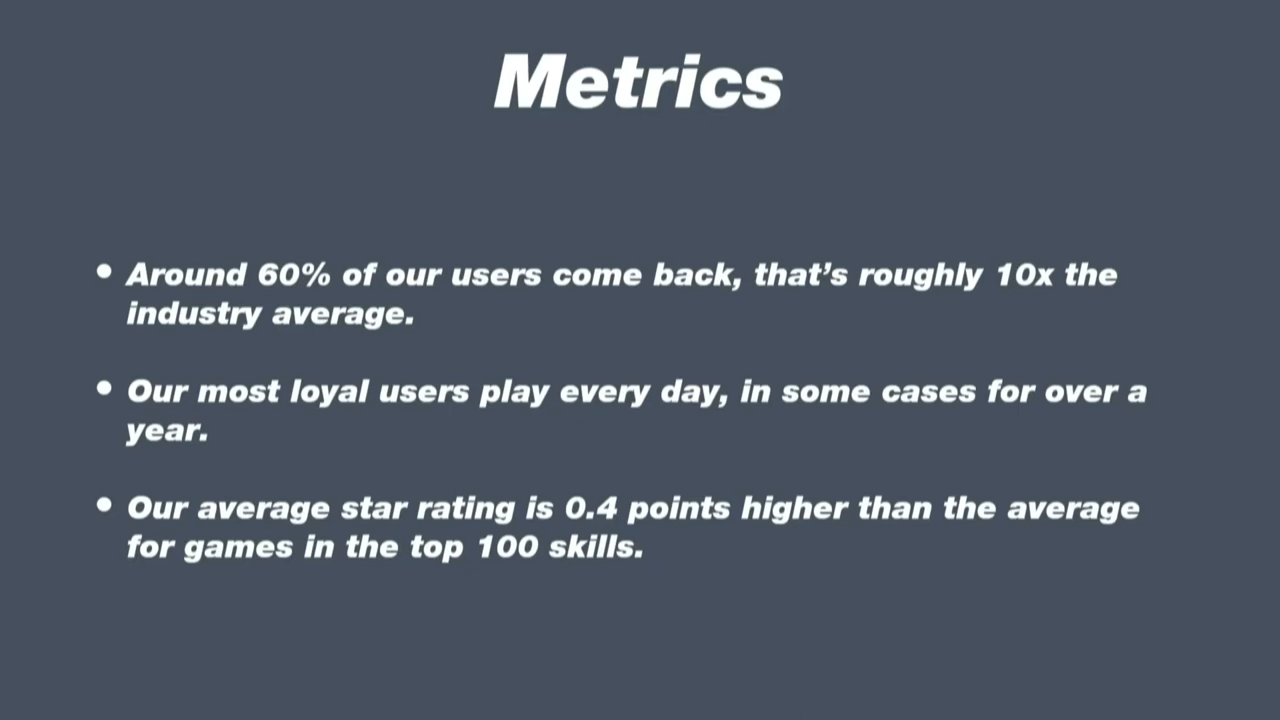 Metrics
• Around 60% of our users come back, that’s roughly 10x the
industry average.
• Our most loyal users play every day, in some cases for over a
year.
• Our average star rating is 0.4 points higher than the average
for games in the top 100 skills.